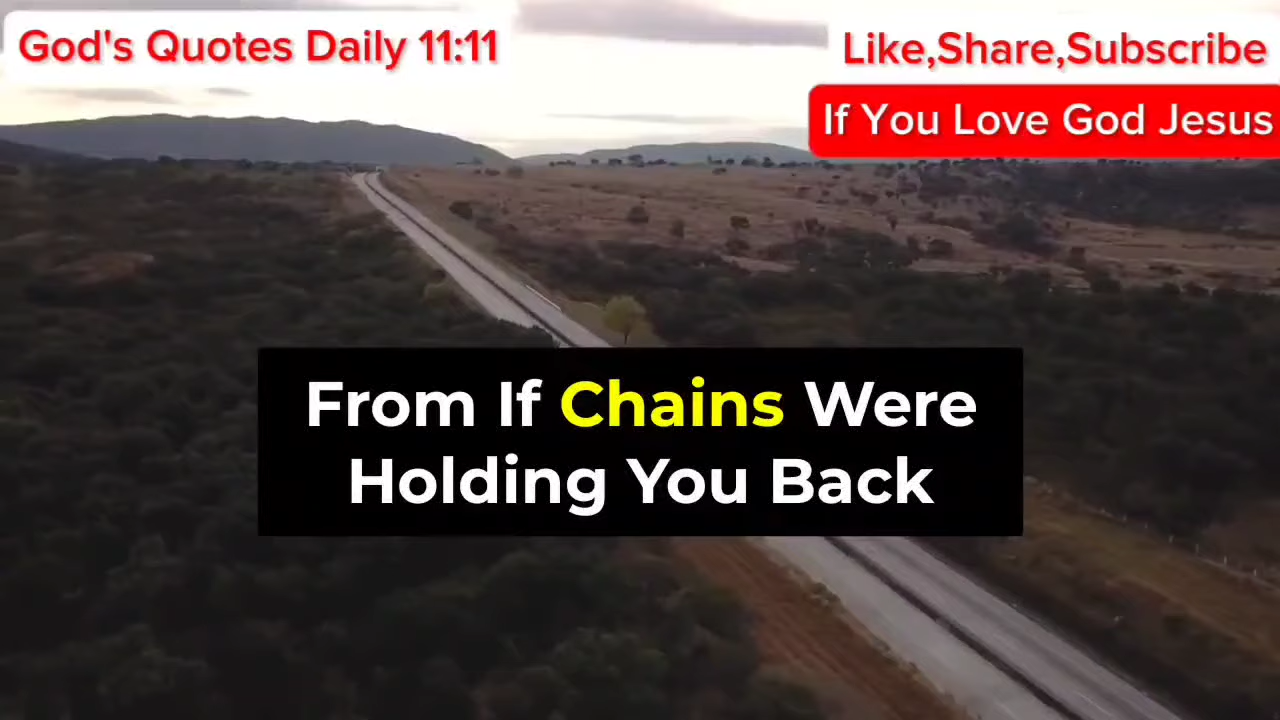 God's Quotes Daily 11:11
Like,Share,Subscribe
If You Love God Jesus
From If Chains Were
Holding You Back